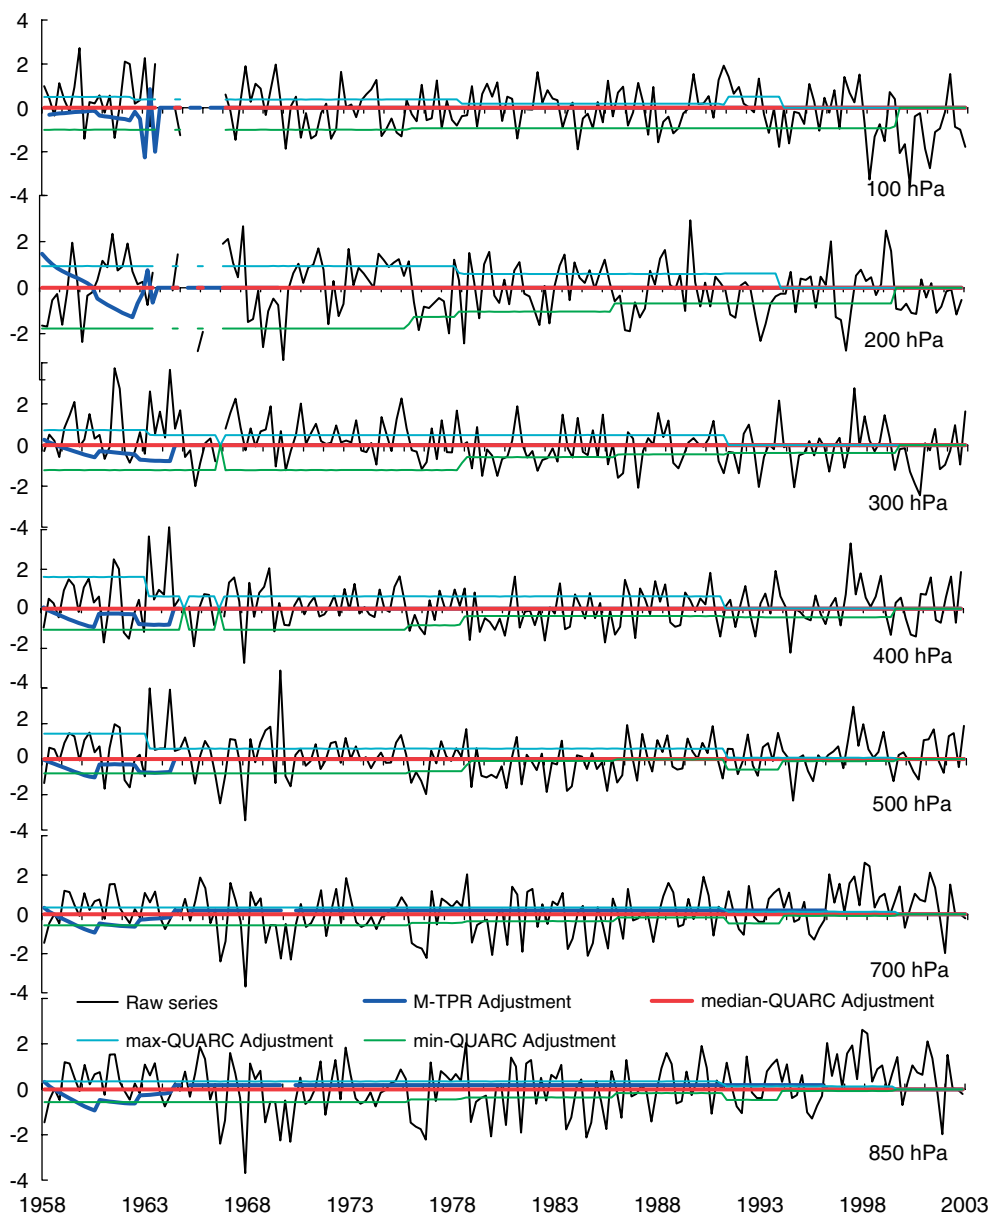 4
2
0
-2
-4
100 hPa
2
0
-2
200 hPa
2
0
-2
-4
300 hPa
2
0
-2
-4
400 hPa
2
0
-2
-4
500 hPa
2
0
-2
-4
700 hPa
Raw series M-TPR Adjustment median-QUARC Adjustment
max-QUARC Adjustment min-QUARC Adjustment
2
0
-2
-4
850 hPa
1958 1963 1968 1973 1978 1983 1988 1993 1998 2003